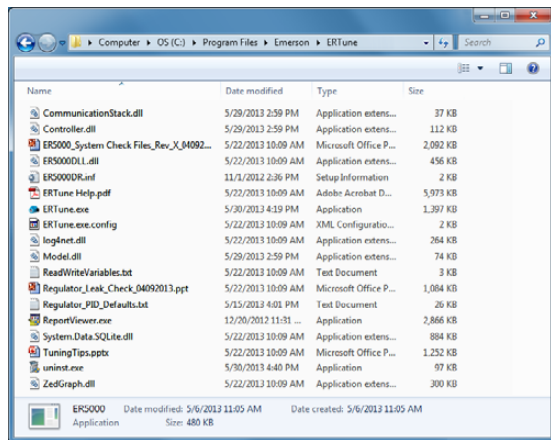 Computer ▸ OS (C:) ▸ Program Files ▸ Emerson ▸ ERTune
Search
Name Date modified Type Size
CommunicationStack.dll 5/29/2013 2:59 PM Application extens... 37 KB
Controller.dll 5/29/2013 2:59 PM Application extens... 112 KB
ER5000_System Check Files_Rev_X_04092... 5/22/2013 10:09 AM Microsoft Office P... 2,092 KB
ER5000DLL.dll 5/22/2013 10:09 AM Application extens... 456 KB
ER5000DR.inf 11/1/2012 2:36 PM Setup Information 2 KB
ERTune Help.pdf 5/22/2013 10:09 AM Adobe Acrobat D... 5,973 KB
ERTune.exe 5/30/2013 4:19 PM Application 1,397 KB
ERTune.exe.config 5/22/2013 10:09 AM XML Configuratio... 2 KB
log4net.dll 5/22/2013 10:09 AM Application extens... 264 KB
Model.dll 5/29/2013 2:59 PM Application extens... 74 KB
ReadWriteVariables.txt 5/22/2013 10:09 AM Text Document 3 KB
Regulator_Leak_Check_04092013.ppt 5/22/2013 10:09 AM Microsoft Office P... 1,084 KB
Regulator_PID_Defaults.txt 5/15/2013 4:01 PM Text Document 26 KB
ReportViewer.exe 12/20/2012 11:31 ... Application 2,866 KB
System.Data.SQLite.dll 5/22/2013 10:09 AM Application extens... 884 KB
TuningTips.pptx 5/22/2013 10:09 AM Microsoft Office P... 1,252 KB
uninst.exe 5/30/2013 4:40 PM Application 97 KB
ZedGraph.dll 5/22/2013 10:09 AM Application extens... 300 KB
ER5000 Date modified: 5/6/2013 11:05 AM Date created: 5/6/2013 11:05 AM
Application Size: 480 KB